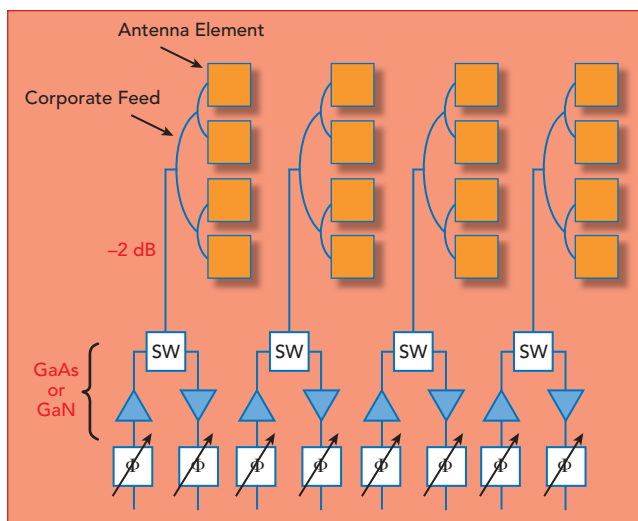 Antenna Element
Corporate Feed
–2 dB
SW SW SW SW
GaAs
or
GaN
Φ Φ Φ Φ Φ Φ Φ Φ